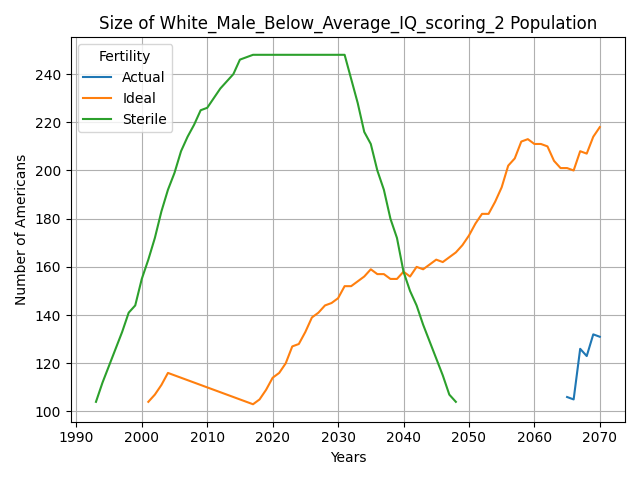 Size of White_Male_Below_Average_IQ_scoring_2 Population
Fertility
Actual
Ideal
Sterile
Number of Americans
240
220
200
180
160
140
120
100
1990 2000 2010 2020 2030 2040 2050 2060 2070
Years